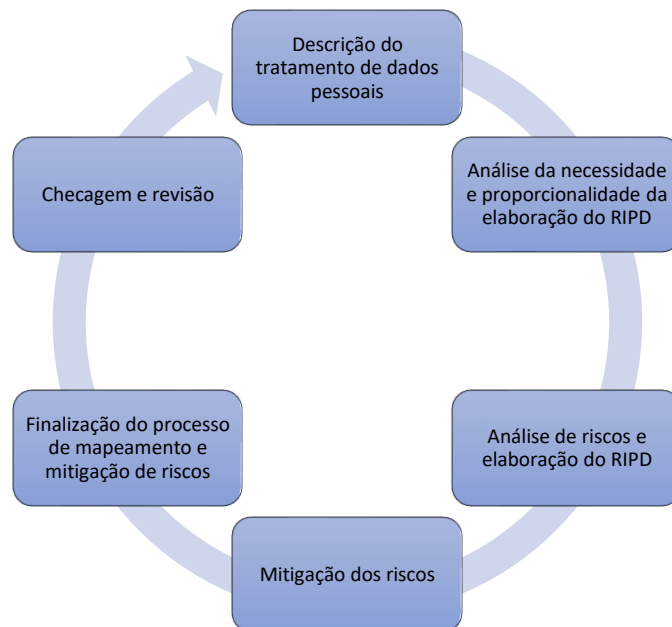 Descrição do
tratamento de dados
pessoais
Análise da necessidade
e proporcionalidade da
elaboração do RIPD
Análise de riscos e
elaboração do RIPD
Mitigação dos riscos
Finalização do processo
de mapeamento e
mitigação de riscos
Checagem e revisão